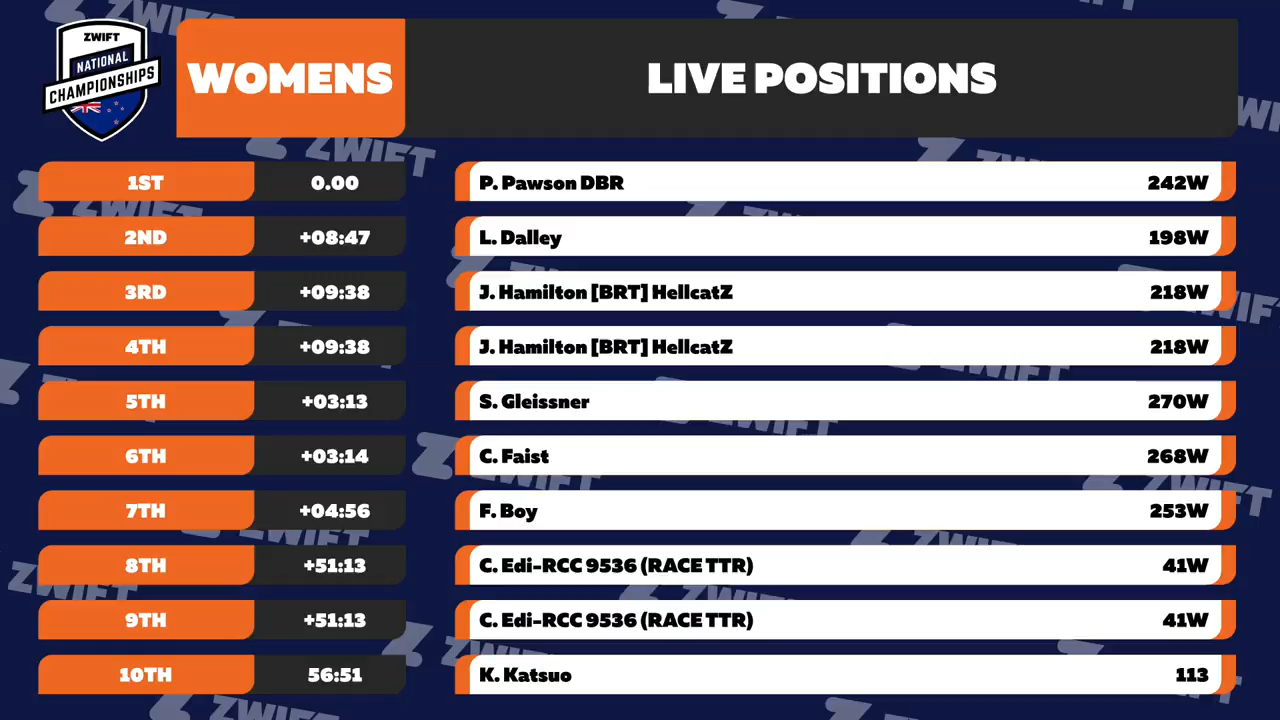 ZWIFT
NATIONAL
CHAMPIONSHIPS
WOMENS
LIVE POSITIONS
1ST 0.00 P. Pawson DBR 242W
2ND +08:47 L. Dalley 198W
3RD +09:38 J. Hamilton [BRT] HellcatZ 218W
4TH +09:38 J. Hamilton [BRT] HellcatZ 218W
5TH +03:13 S. Gleissner 270W
6TH +03:14 C. Faist 268W
7TH +04:56 F. Boy 253W
8TH +51:13 C. Edi-RCC 9536 (RACE TTR) 41W
9TH +51:13 C. Edi-RCC 9536 (RACE TTR) 41W
10TH 56:51 K. Katsuo 113